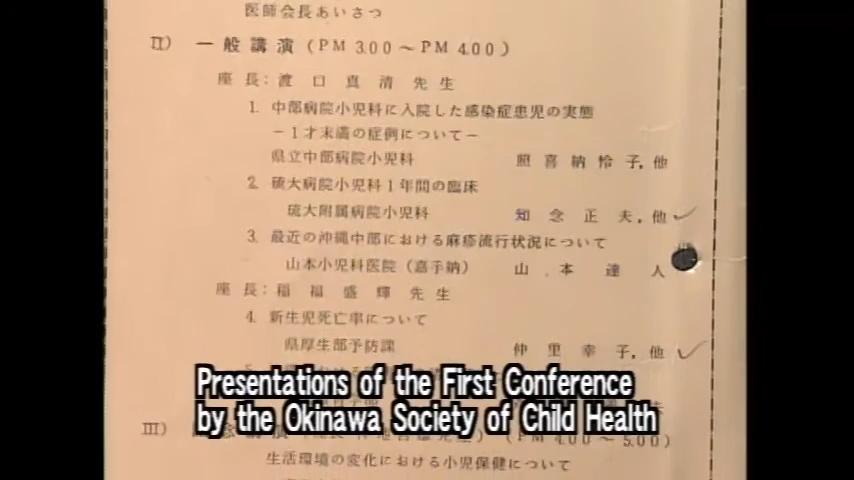 医師会長あいさつ
II) 一般講演(PM 3.00～PM 4.00)
座長：渡口真清先生
1. 中部病院小児科に入院した感染症患児の実態
－1才未満の症例について－
県立中部病院小児科 照喜納怜子，他
2. 硫大病院小児科1年間の臨床
硫大附属病院小児科 知念正夫，他
3. 最近の沖縄中部における麻疹流行状況について
山本小児科医院（嘉手納） 山本達人
座長：稲福盛輝先生
4. 新生児死亡率について
県厚生部予防課 仲里幸子，他
Presentations of the First Conference
by the Okinawa Society of Child Health
III) (PM 4.00～5.00)
生活環境の変化における小児保健について